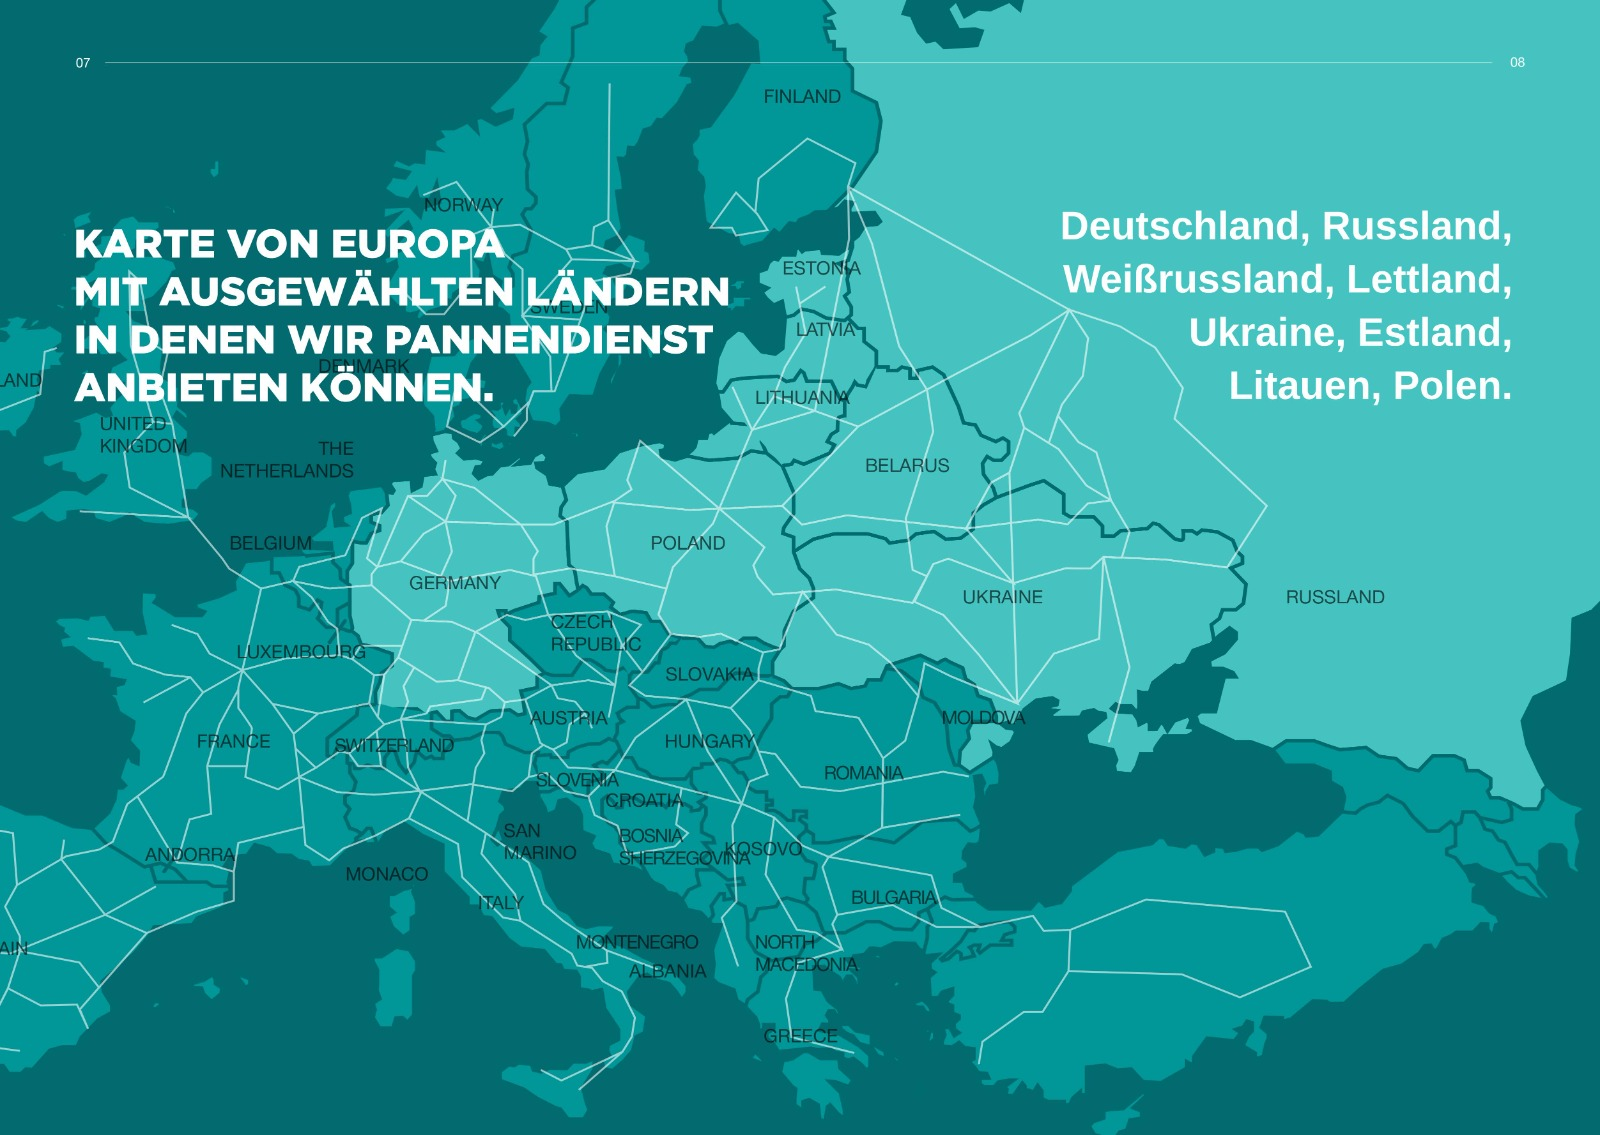 07
08
FINLAND
NORWAY
KARTE VON EUROPA
MIT AUSGEWÄHLTEN LÄNDERN
IN DENEN WIR PANNENDIENST
ANBIETEN KÖNNEN.
Deutschland, Russland,
Weißrussland, Lettland,
Ukraine, Estland,
Litauen, Polen.
ESTONIA
SWEDEN
LATVIA
DENMARK
LAND
LITHUANIA
UNITED
KINGDOM
THE
NETHERLANDS
BELARUS
BELGIUM
POLAND
GERMANY
UKRAINE
RUSSLAND
CZECH
REPUBLIC
LUXEMBOURG
SLOVAKIA
AUSTRIA
MOLDOVA
FRANCE
SWITZERLAND
HUNGARY
ROMANIA
SLOVENIA
CROATIA
SAN
MARINO
BOSNIA
SHERZEGOVINA
KOSOVO
ANDORRA
MONACO
ITALY
BULGARIA
AIN
MONTENEGRO
NORTH
MACEDONIA
ALBANIA
GREECE